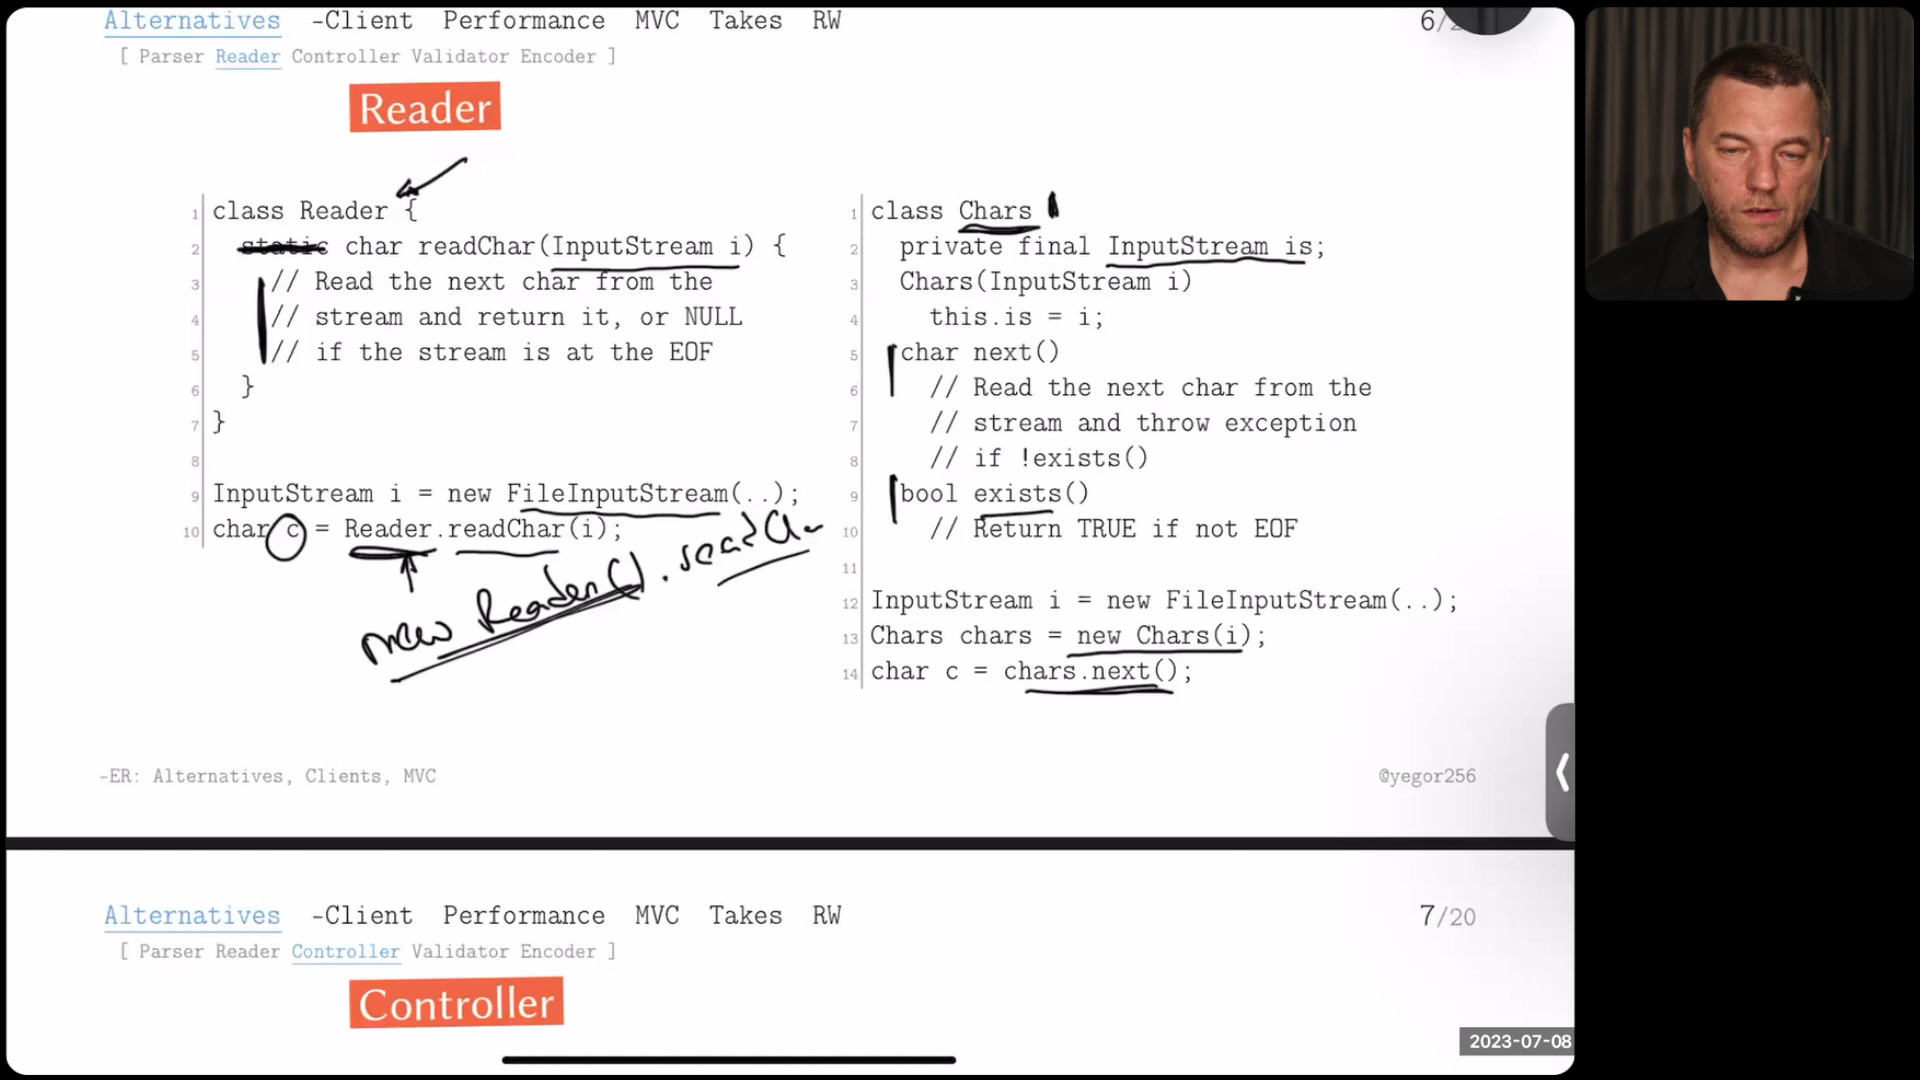 Alternatives -Client Performance MVC Takes RW
6/2
[ Parser Reader Controller Validator Encoder ]
Reader
1 class Reader {
2 static char readChar(InputStream i) {
3 // Read the next char from the
4 // stream and return it, or NULL
5 // if the stream is at the EOF
6 }
7 }
8
9 InputStream i = new FileInputStream(..);
10 char c = Reader.readChar(i);
new Reader().readCha
1 class Chars
2 private final InputStream is;
3 Chars(InputStream i)
4 this.is = i;
5 char next()
6 // Read the next char from the
7 // stream and throw exception
8 // if !exists()
9 bool exists()
10 // Return TRUE if not EOF
11
12 InputStream i = new FileInputStream(..);
13 Chars chars = new Chars(i);
14 char c = chars.next();
-ER: Alternatives, Clients, MVC
@yegor256
Alternatives -Client Performance MVC Takes RW
7/20
[ Parser Reader Controller Validator Encoder ]
Controller
2023-07-08